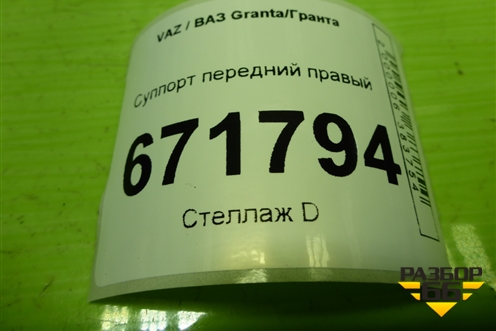 VAZ / ВАЗ Granta/Гранта
Суппорт передний правый
671794
Стеллаж D
РАЗБОР
66